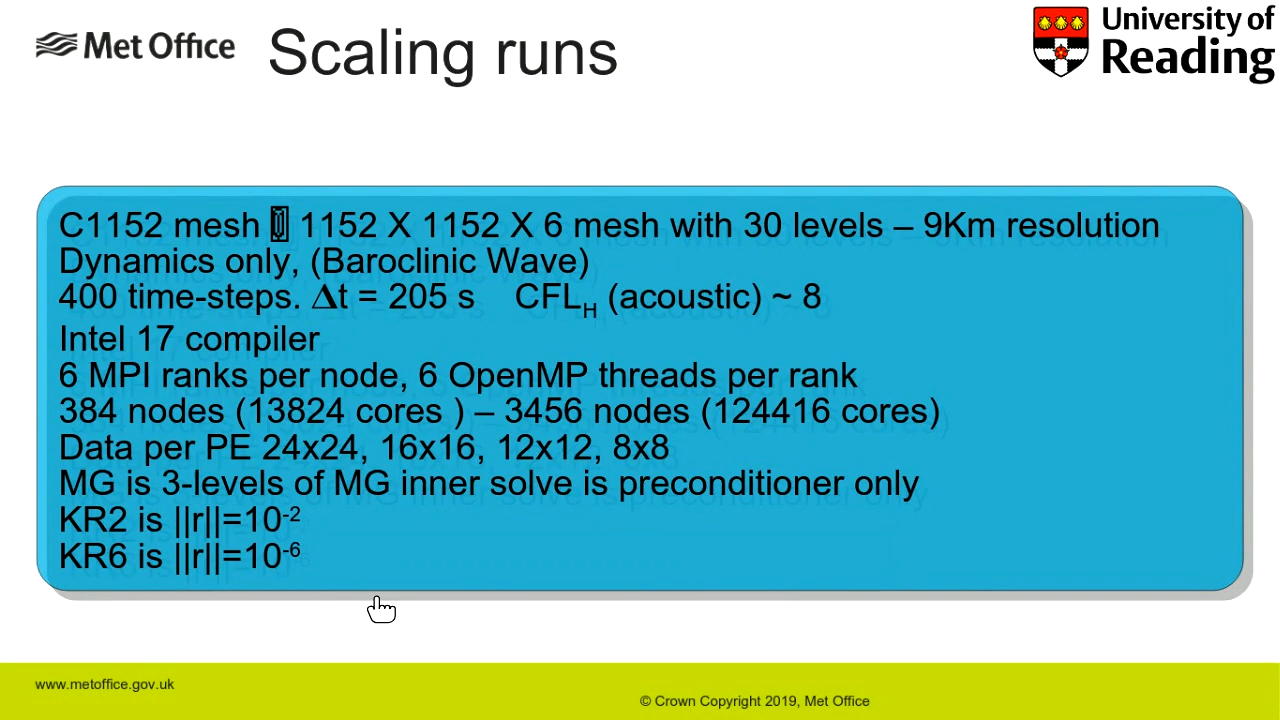 Met Office
Scaling runs
University of
Reading
C1152 mesh 1152 X 1152 X 6 mesh with 30 levels – 9Km resolution
Dynamics only, (Baroclinic Wave)
400 time-steps. Δt = 205 s CFL_H (acoustic) ~ 8
Intel 17 compiler
6 MPI ranks per node, 6 OpenMP threads per rank
384 nodes (13824 cores ) – 3456 nodes (124416 cores)
Data per PE 24x24, 16x16, 12x12, 8x8
MG is 3-levels of MG inner solve is preconditioner only
KR2 is ||r||=10⁻²
KR6 is ||r||=10⁻⁶
www.metoffice.gov.uk
© Crown Copyright 2019, Met Office